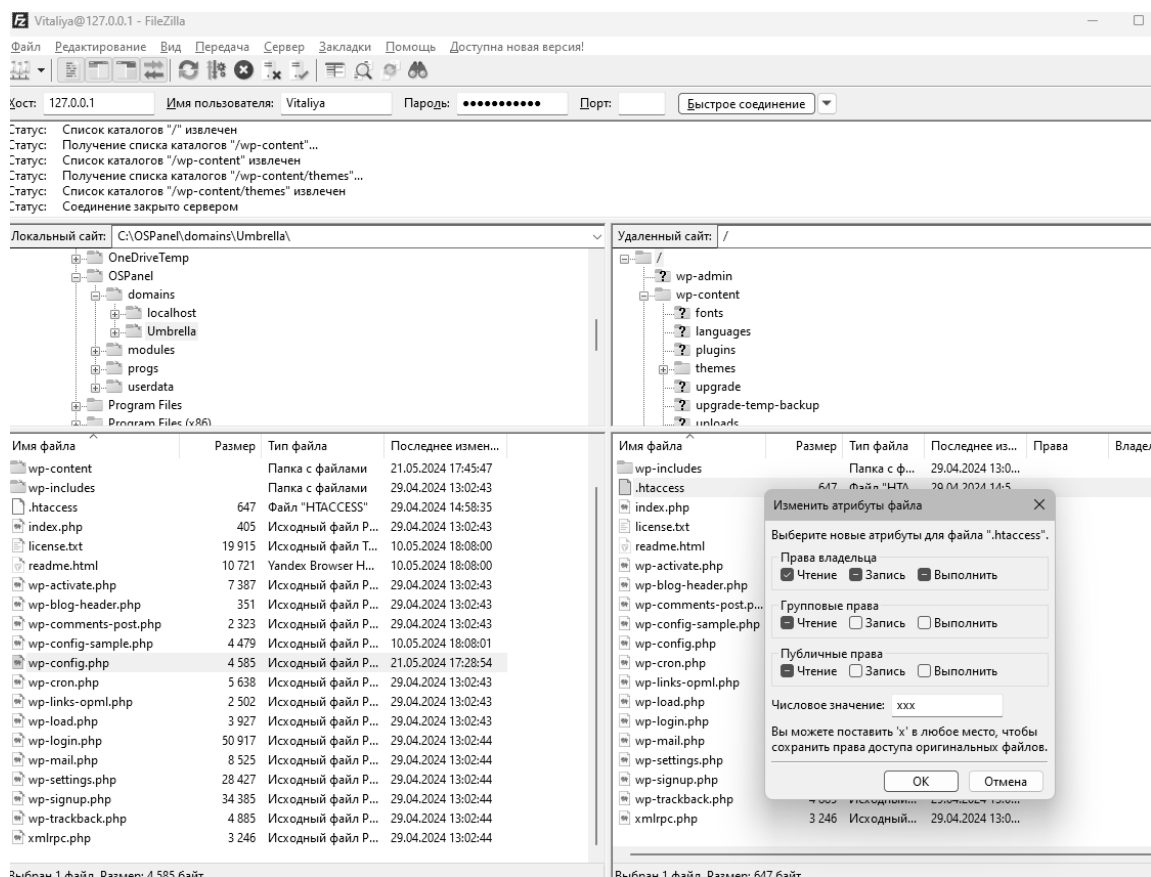 Vitaliya@127.0.0.1 - FileZilla
Файл Редактирование Вид Передача Сервер Закладки Помощь Доступна новая версия!
Хост: 127.0.0.1 Имя пользователя: Vitaliya Пароль: ●●●●●●●●●●● Порт: Быстрое соединение
Статус: Список каталогов "/" извлечен
Статус: Получение списка каталогов "/wp-content"...
Статус: Список каталогов "/wp-content" извлечен
Статус: Получение списка каталогов "/wp-content/themes"...
Статус: Список каталогов "/wp-content/themes" извлечен
Статус: Соединение закрыто сервером
Локальный сайт: C:\OSPanel\domains\Umbrella\
OneDriveTemp
OSPanel
domains
localhost
Umbrella
modules
progs
userdata
Program Files
Program Files (x86)
Удаленный сайт: /
/
wp-admin
wp-content
fonts
languages
plugins
themes
upgrade
upgrade-temp-backup
uploads
Имя файла Размер Тип файла Последнее измен...
wp-content Папка с файлами 21.05.2024 17:45:47
wp-includes Папка с файлами 29.04.2024 13:02:43
.htaccess 647 Файл "HTACCESS" 29.04.2024 14:58:35
index.php 405 Исходный файл P... 29.04.2024 13:02:43
license.txt 19 915 Исходный файл T... 10.05.2024 18:08:00
readme.html 10 721 Yandex Browser H... 10.05.2024 18:08:00
wp-activate.php 7 387 Исходный файл P... 29.04.2024 13:02:43
wp-blog-header.php 351 Исходный файл P... 29.04.2024 13:02:43
wp-comments-post.php 2 323 Исходный файл P... 29.04.2024 13:02:43
wp-config-sample.php 4 479 Исходный файл P... 10.05.2024 18:08:01
wp-config.php 4 585 Исходный файл P... 21.05.2024 17:28:54
wp-cron.php 5 638 Исходный файл P... 29.04.2024 13:02:43
wp-links-opml.php 2 502 Исходный файл P... 29.04.2024 13:02:43
wp-load.php 3 927 Исходный файл P... 29.04.2024 13:02:43
wp-login.php 50 917 Исходный файл P... 29.04.2024 13:02:44
wp-mail.php 8 525 Исходный файл P... 29.04.2024 13:02:44
wp-settings.php 28 427 Исходный файл P... 29.04.2024 13:02:43
wp-signup.php 34 385 Исходный файл P... 29.04.2024 13:02:44
wp-trackback.php 4 885 Исходный файл P... 29.04.2024 13:02:44
xmlrpc.php 3 246 Исходный файл P... 29.04.2024 13:02:44
Выбран 1 файл. Размер: 4 585 байт
Имя файла Размер Тип файла Последнее из... Права Владел
wp-includes Папка с ф... 29.04.2024 13:0...
.htaccess 647 Файл "HTA... 29.04.2024 14:5...
index.php
license.txt
readme.html
wp-activate.php
wp-blog-header.php
wp-comments-post.p...
wp-config-sample.php
wp-config.php
wp-cron.php
wp-links-opml.php
wp-load.php
wp-login.php
wp-mail.php
wp-settings.php
wp-signup.php
wp-trackback.php
xmlrpc.php 3 246 Исходный... 29.04.2024 13:0...
Выбран 1 файл. Размер: 647 байт
Изменить атрибуты файла
Выберите новые атрибуты для файла ".htaccess".
Права владельца
Чтение Запись Выполнить
Групповые права
Чтение Запись Выполнить
Публичные права
Чтение Запись Выполнить
Числовое значение: xxx
Вы можете поставить 'x' в любое место, чтобы
сохранить права доступа оригинальных файлов.
OK Отмена